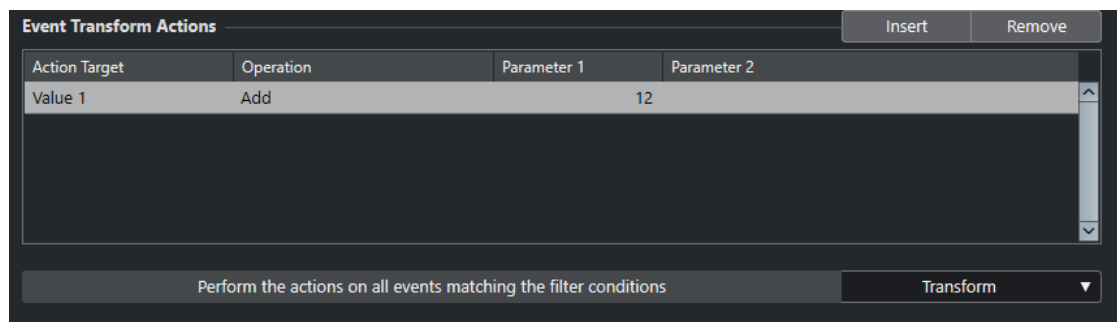 Event Transform Actions Insert Remove
Action Target Operation Parameter 1 Parameter 2
Value 1 Add 12
Perform the actions on all events matching the filter conditions Transform